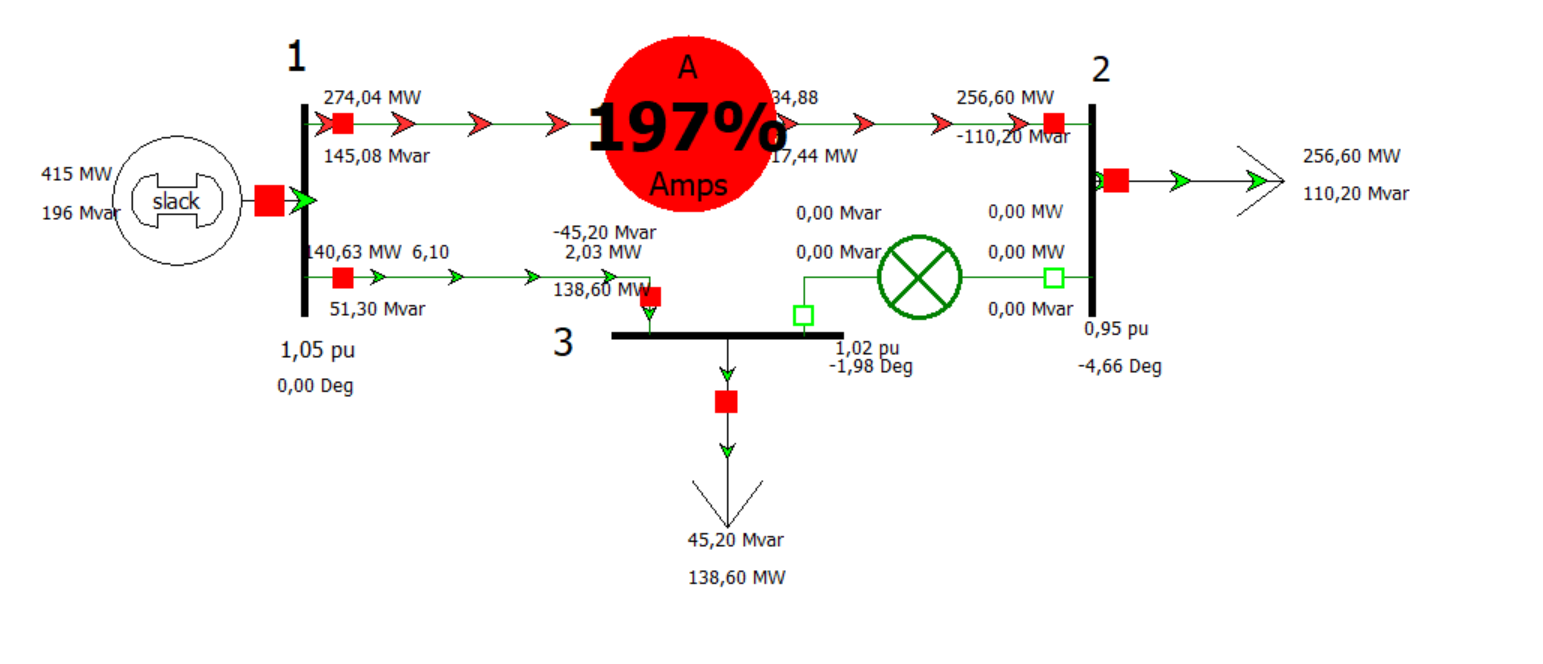 1
2
274,04 MW
A
34,88
256,60 MW
197%
-110,20 Mvar
145,08 Mvar
17,44 MW
256,60 MW
415 MW
Amps
110,20 Mvar
slack
196 Mvar
0,00 Mvar
0,00 MW
-45,20 Mvar
140,63 MW 6,10
2,03 MW
0,00 Mvar
0,00 MW
138,60 MW
51,30 Mvar
0,00 Mvar
0,95 pu
3
1,05 pu
1,02 pu
-1,98 Deg
-4,66 Deg
0,00 Deg
45,20 Mvar
138,60 MW